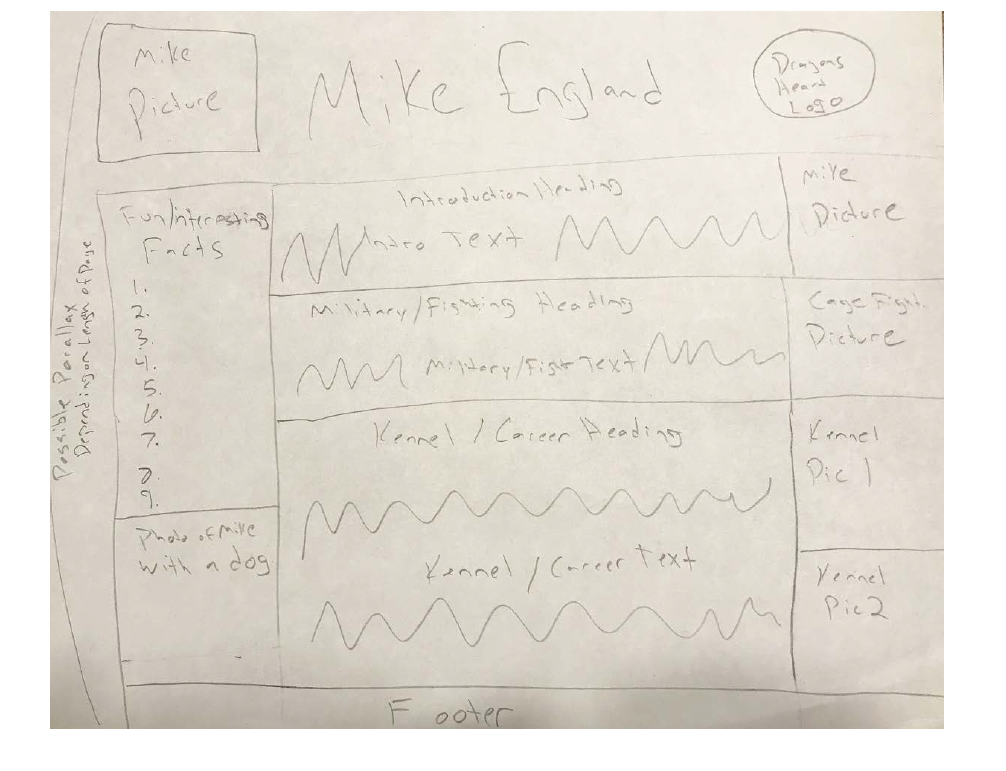 Mike
Picture
Mike England
Dragons
Heard
Logo
Possible Parallax
Depending on Length of Page
Fun/interesting
Facts
1.
2.
3.
4.
5.
6.
7.
8.
9.
Photo of Mike
with a dog
Introduction Heading
Intro Text
Military/Fighting Heading
Military/Fight Text
Kennel / Career Heading
Kennel / Career Text
Mike
Picture
Cage Fight
Picture
Kennel
Pic 1
Kennel
Pic 2
Footer